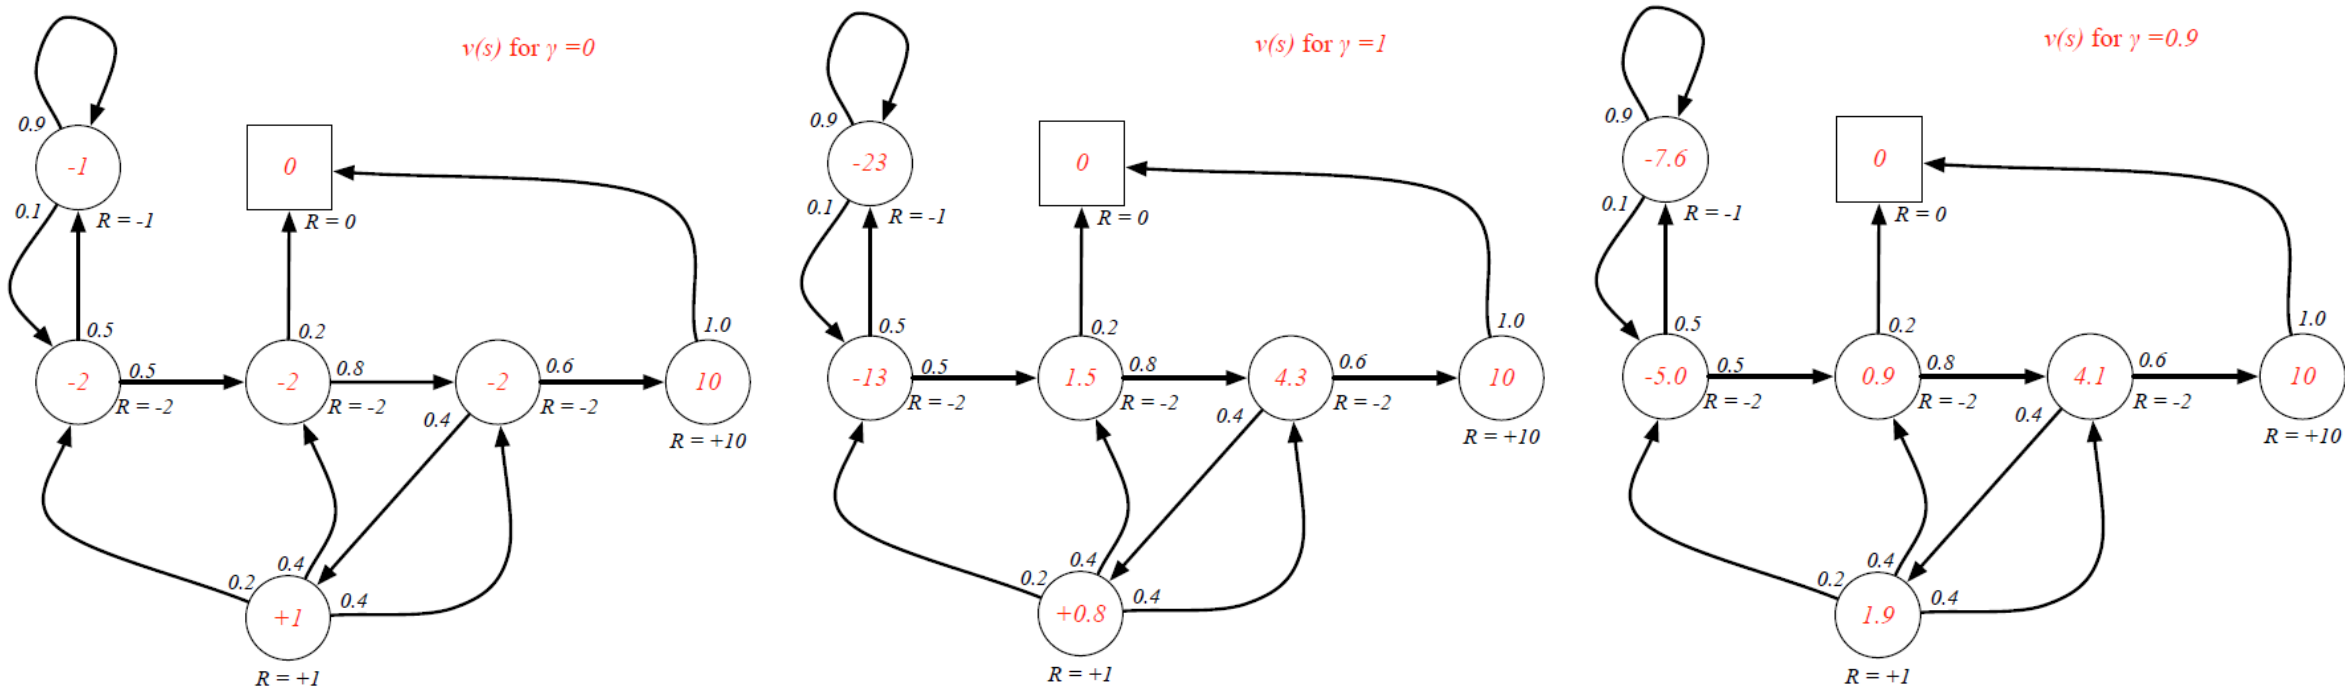 v(s) for γ =0
0.9
-1
0
0.1
R = -1
R = 0
0.5
0.2
1.0
-2
0.5
-2
0.8
-2
0.6
10
R = -2
R = -2
0.4
R = -2
R = +10
0.2
0.4
0.4
+1
R = +1
v(s) for γ =1
0.9
-23
0
0.1
R = -1
R = 0
0.5
0.2
1.0
-13
0.5
1.5
0.8
4.3
0.6
10
R = -2
R = -2
0.4
R = -2
R = +10
0.2
0.4
0.4
+0.8
R = +1
v(s) for γ =0.9
0.9
-7.6
0
0.1
R = -1
R = 0
0.5
0.2
1.0
-5.0
0.5
0.9
0.8
4.1
0.6
10
R = -2
R = -2
0.4
R = -2
R = +10
0.2
0.4
0.4
1.9
R = +1